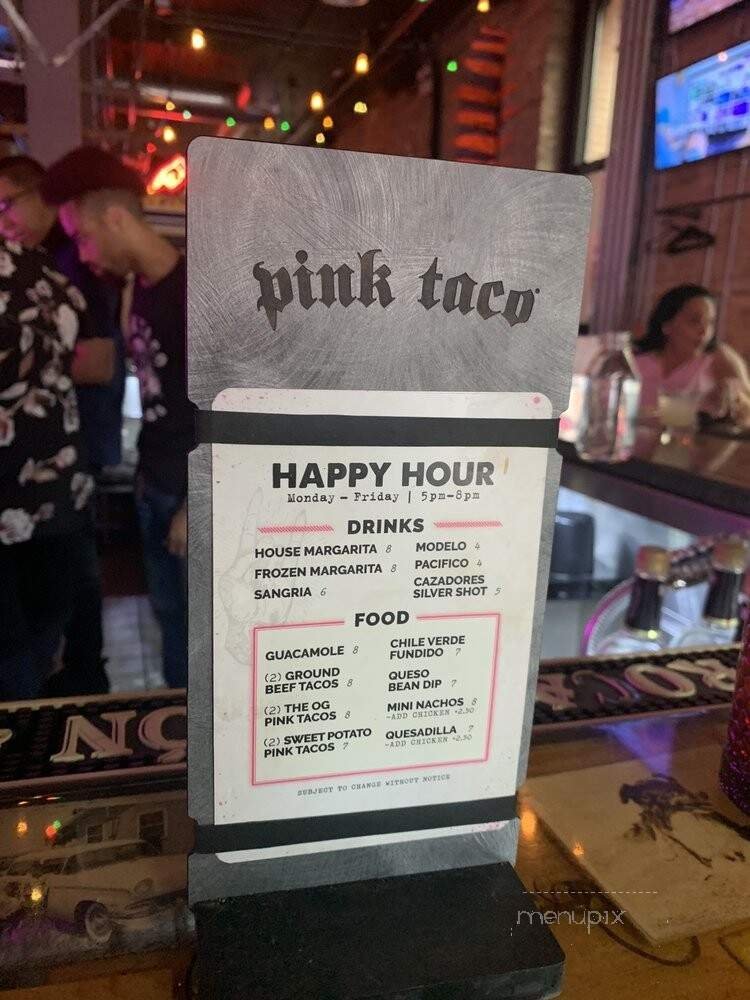 pink taco
HAPPY HOUR
Monday – Friday | 5pm-8pm
DRINKS
HOUSE MARGARITA 8
FROZEN MARGARITA 8
SANGRIA 6
MODELO 4
PACIFICO 4
CAZADORES
SILVER SHOT 5
FOOD
GUACAMOLE 8
(2) GROUND
BEEF TACOS 8
(2) THE OG
PINK TACOS 8
(2) SWEET POTATO
PINK TACOS 7
CHILE VERDE
FUNDIDO 7
QUESO
BEAN DIP 7
MINI NACHOS 8
~ADD CHICKEN +2.50
QUESADILLA 7
~ADD CHICKEN +2.50
SUBJECT TO CHANGE WITHOUT NOTICE
menupix